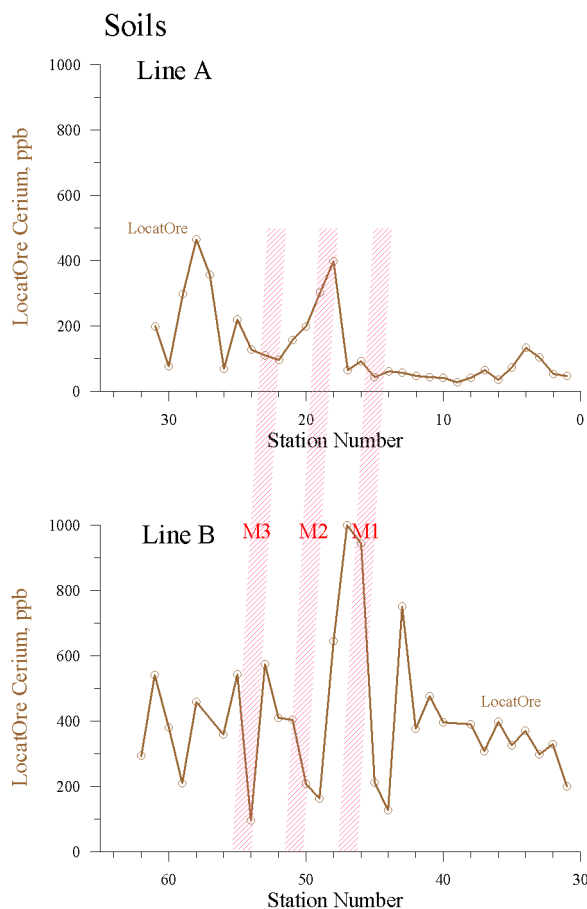 Soils
Line A
LocatOre Cerium, ppb
1000
800
600
400
200
0
LocatOre
30
20
10
0
Station Number
Line B
M3
M2
M1
LocatOre Cerium, ppb
1000
800
600
400
200
0
LocatOre
60
50
40
30
Station Number